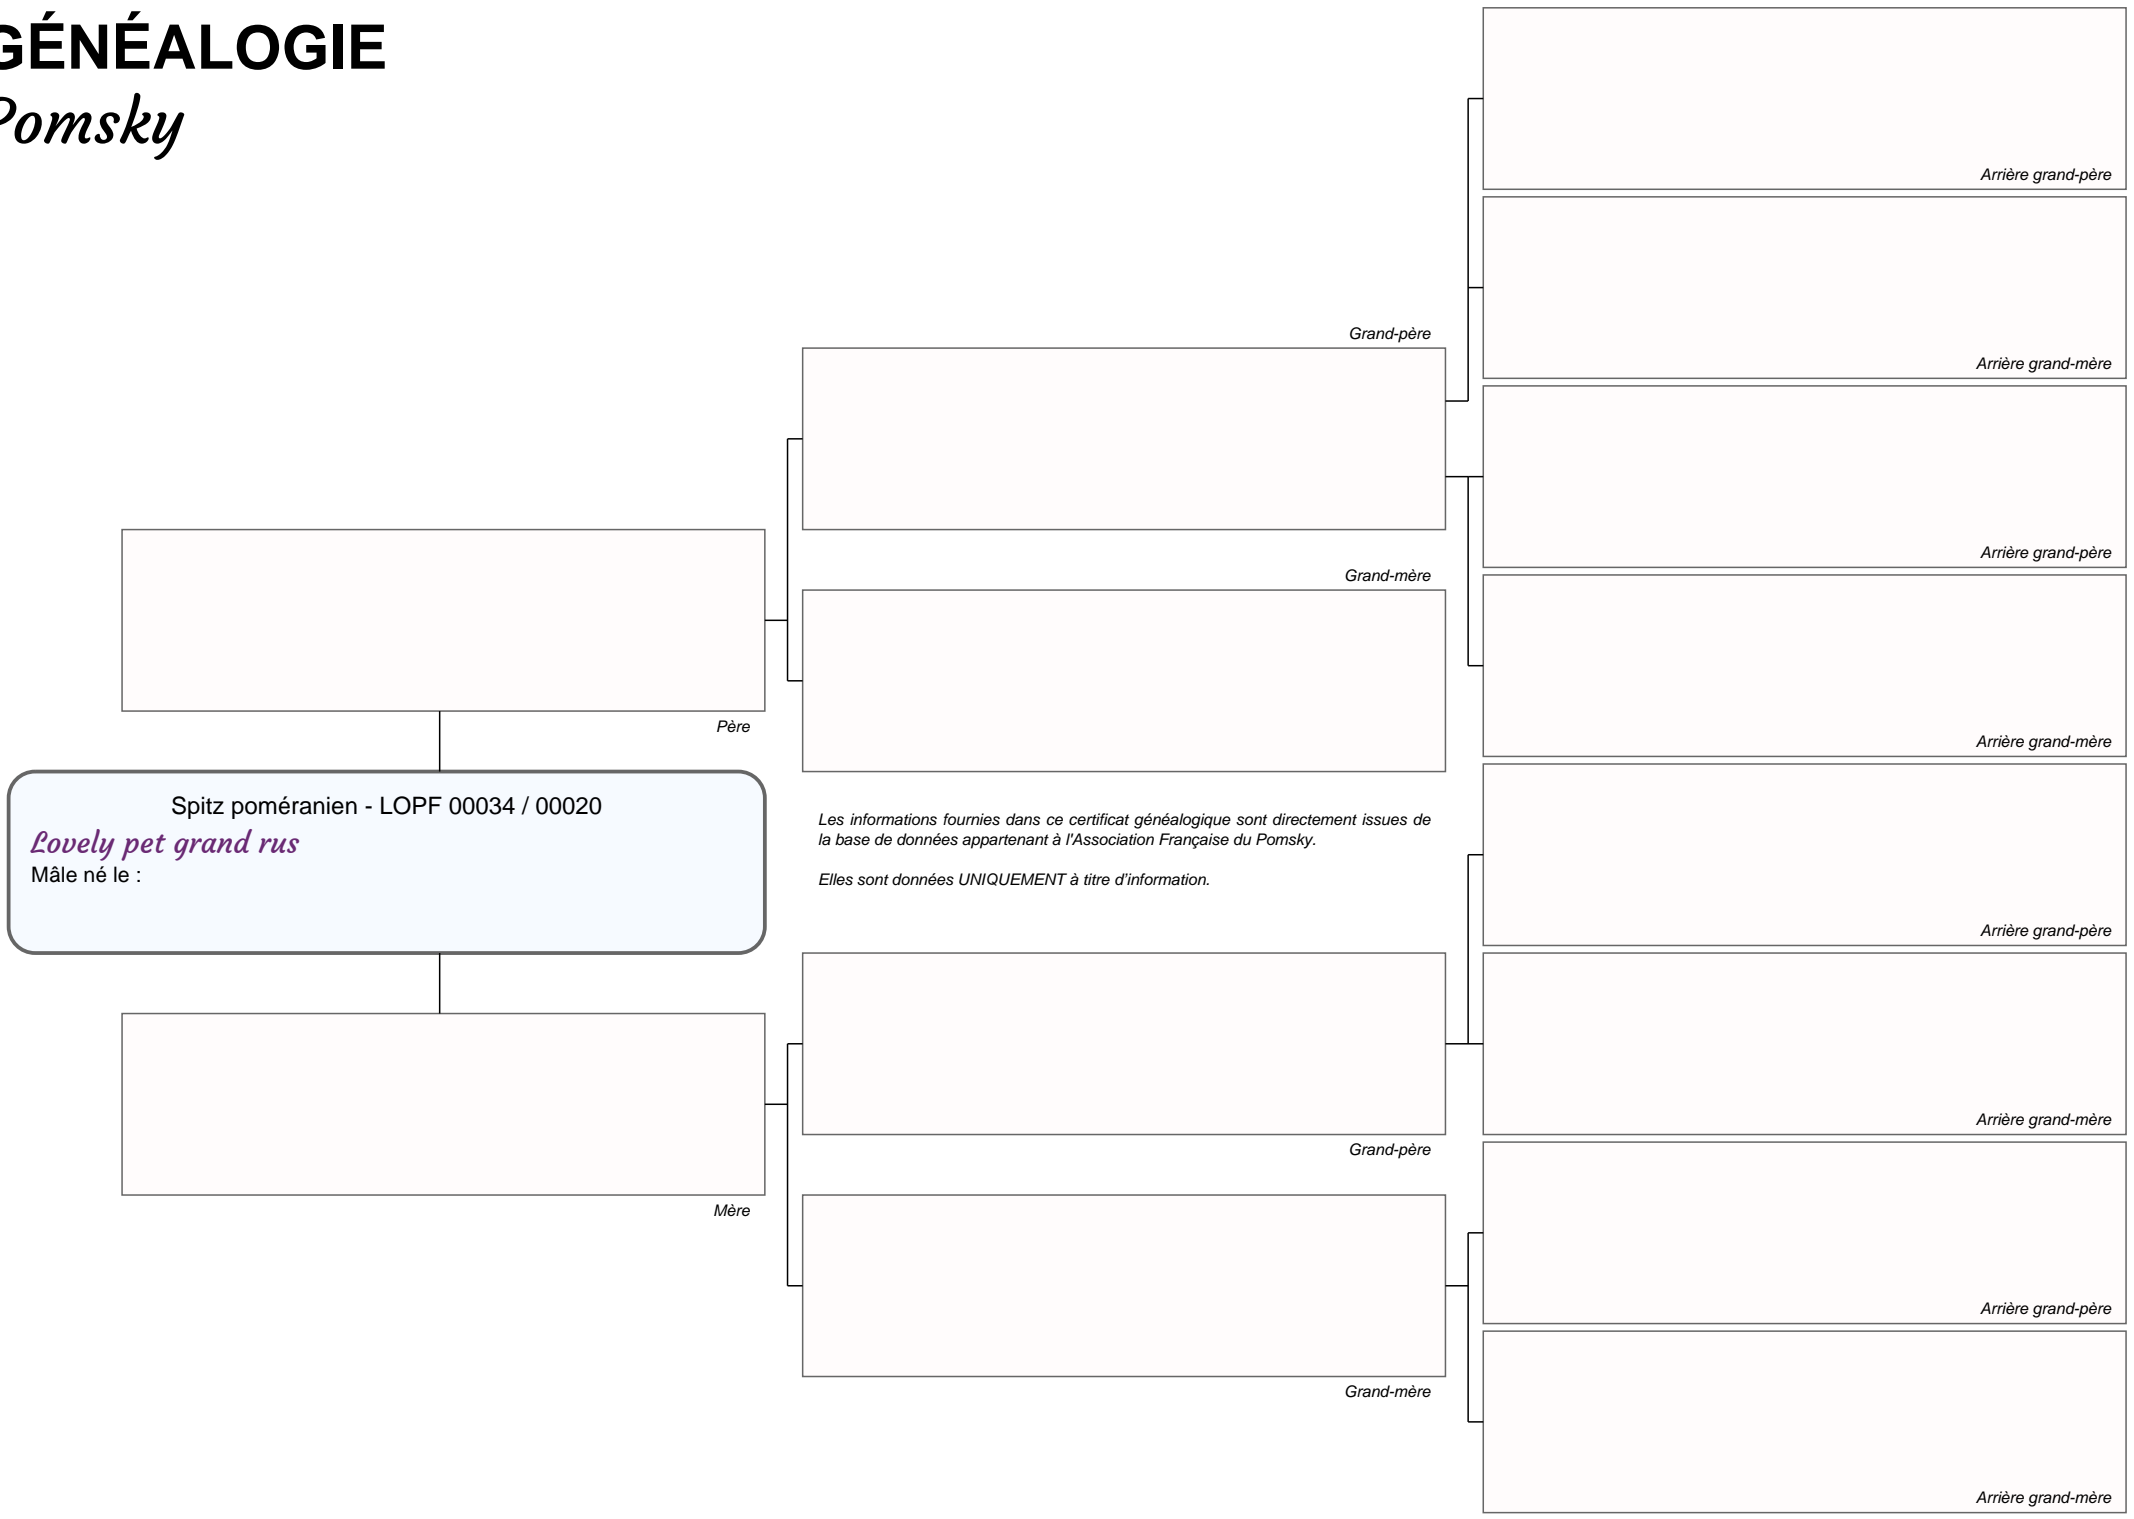 GÉNÉALOGIE
Pomsky
Arrière grand-père
Arrière grand-mère
Grand-père
Arrière grand-père
Grand-mère
Arrière grand-mère
Père
Spitz poméranien - LOPF 00034 / 00020
Lovely pet grand rus
Mâle né le :
Les informations fournies dans ce certificat généalogique sont directement issues de
la base de données appartenant à l'Association Française du Pomsky.
Elles sont données UNIQUEMENT à titre d’information.
Arrière grand-père
Arrière grand-mère
Grand-père
Mère
Arrière grand-père
Grand-mère
Arrière grand-mère